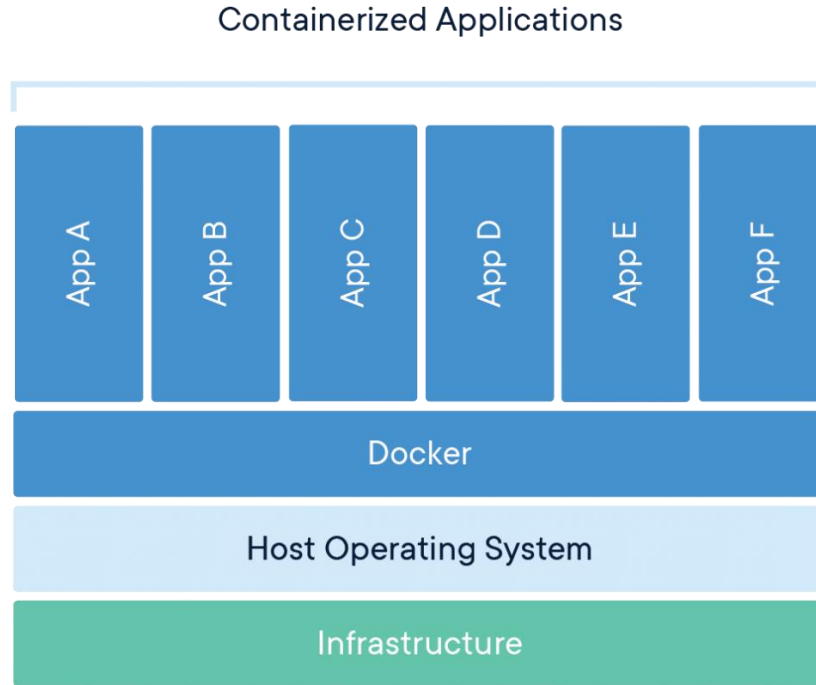 Containerized Applications
App A
App B
App C
App D
App E
App F
Docker
Host Operating System
Infrastructure